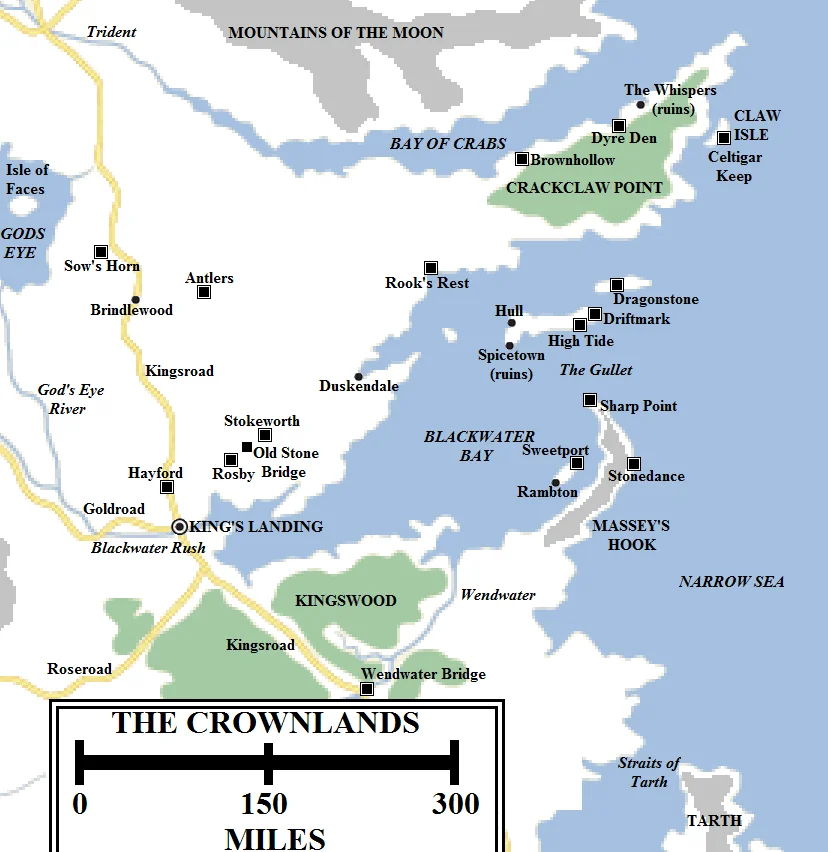 Trident
MOUNTAINS OF THE MOON
The Whispers
(ruins)
CLAW
ISLE
Dyre Den
BAY OF CRABS
Brownhollow
Celtigar
Keep
Isle of
Faces
CRACKCLAW POINT
GODS
EYE
Sow's Horn
Antlers
Rook's Rest
Brindlewood
Dragonstone
Hull
Driftmark
High Tide
Spicetown
(ruins)
The Gullet
Kingsroad
God's Eye
River
Duskendale
Sharp Point
Stokeworth
Old Stone
Bridge
Rosby
BLACKWATER
BAY
Sweetport
Stonedance
Rambton
Hayford
Goldroad
KING'S LANDING
Blackwater Rush
MASSEY'S
HOOK
NARROW SEA
KINGSWOOD
Wendwater
Kingsroad
Roseroad
Wendwater Bridge
THE CROWNLANDS
0 150 300
MILES
Straits of
Tarth
TARTH